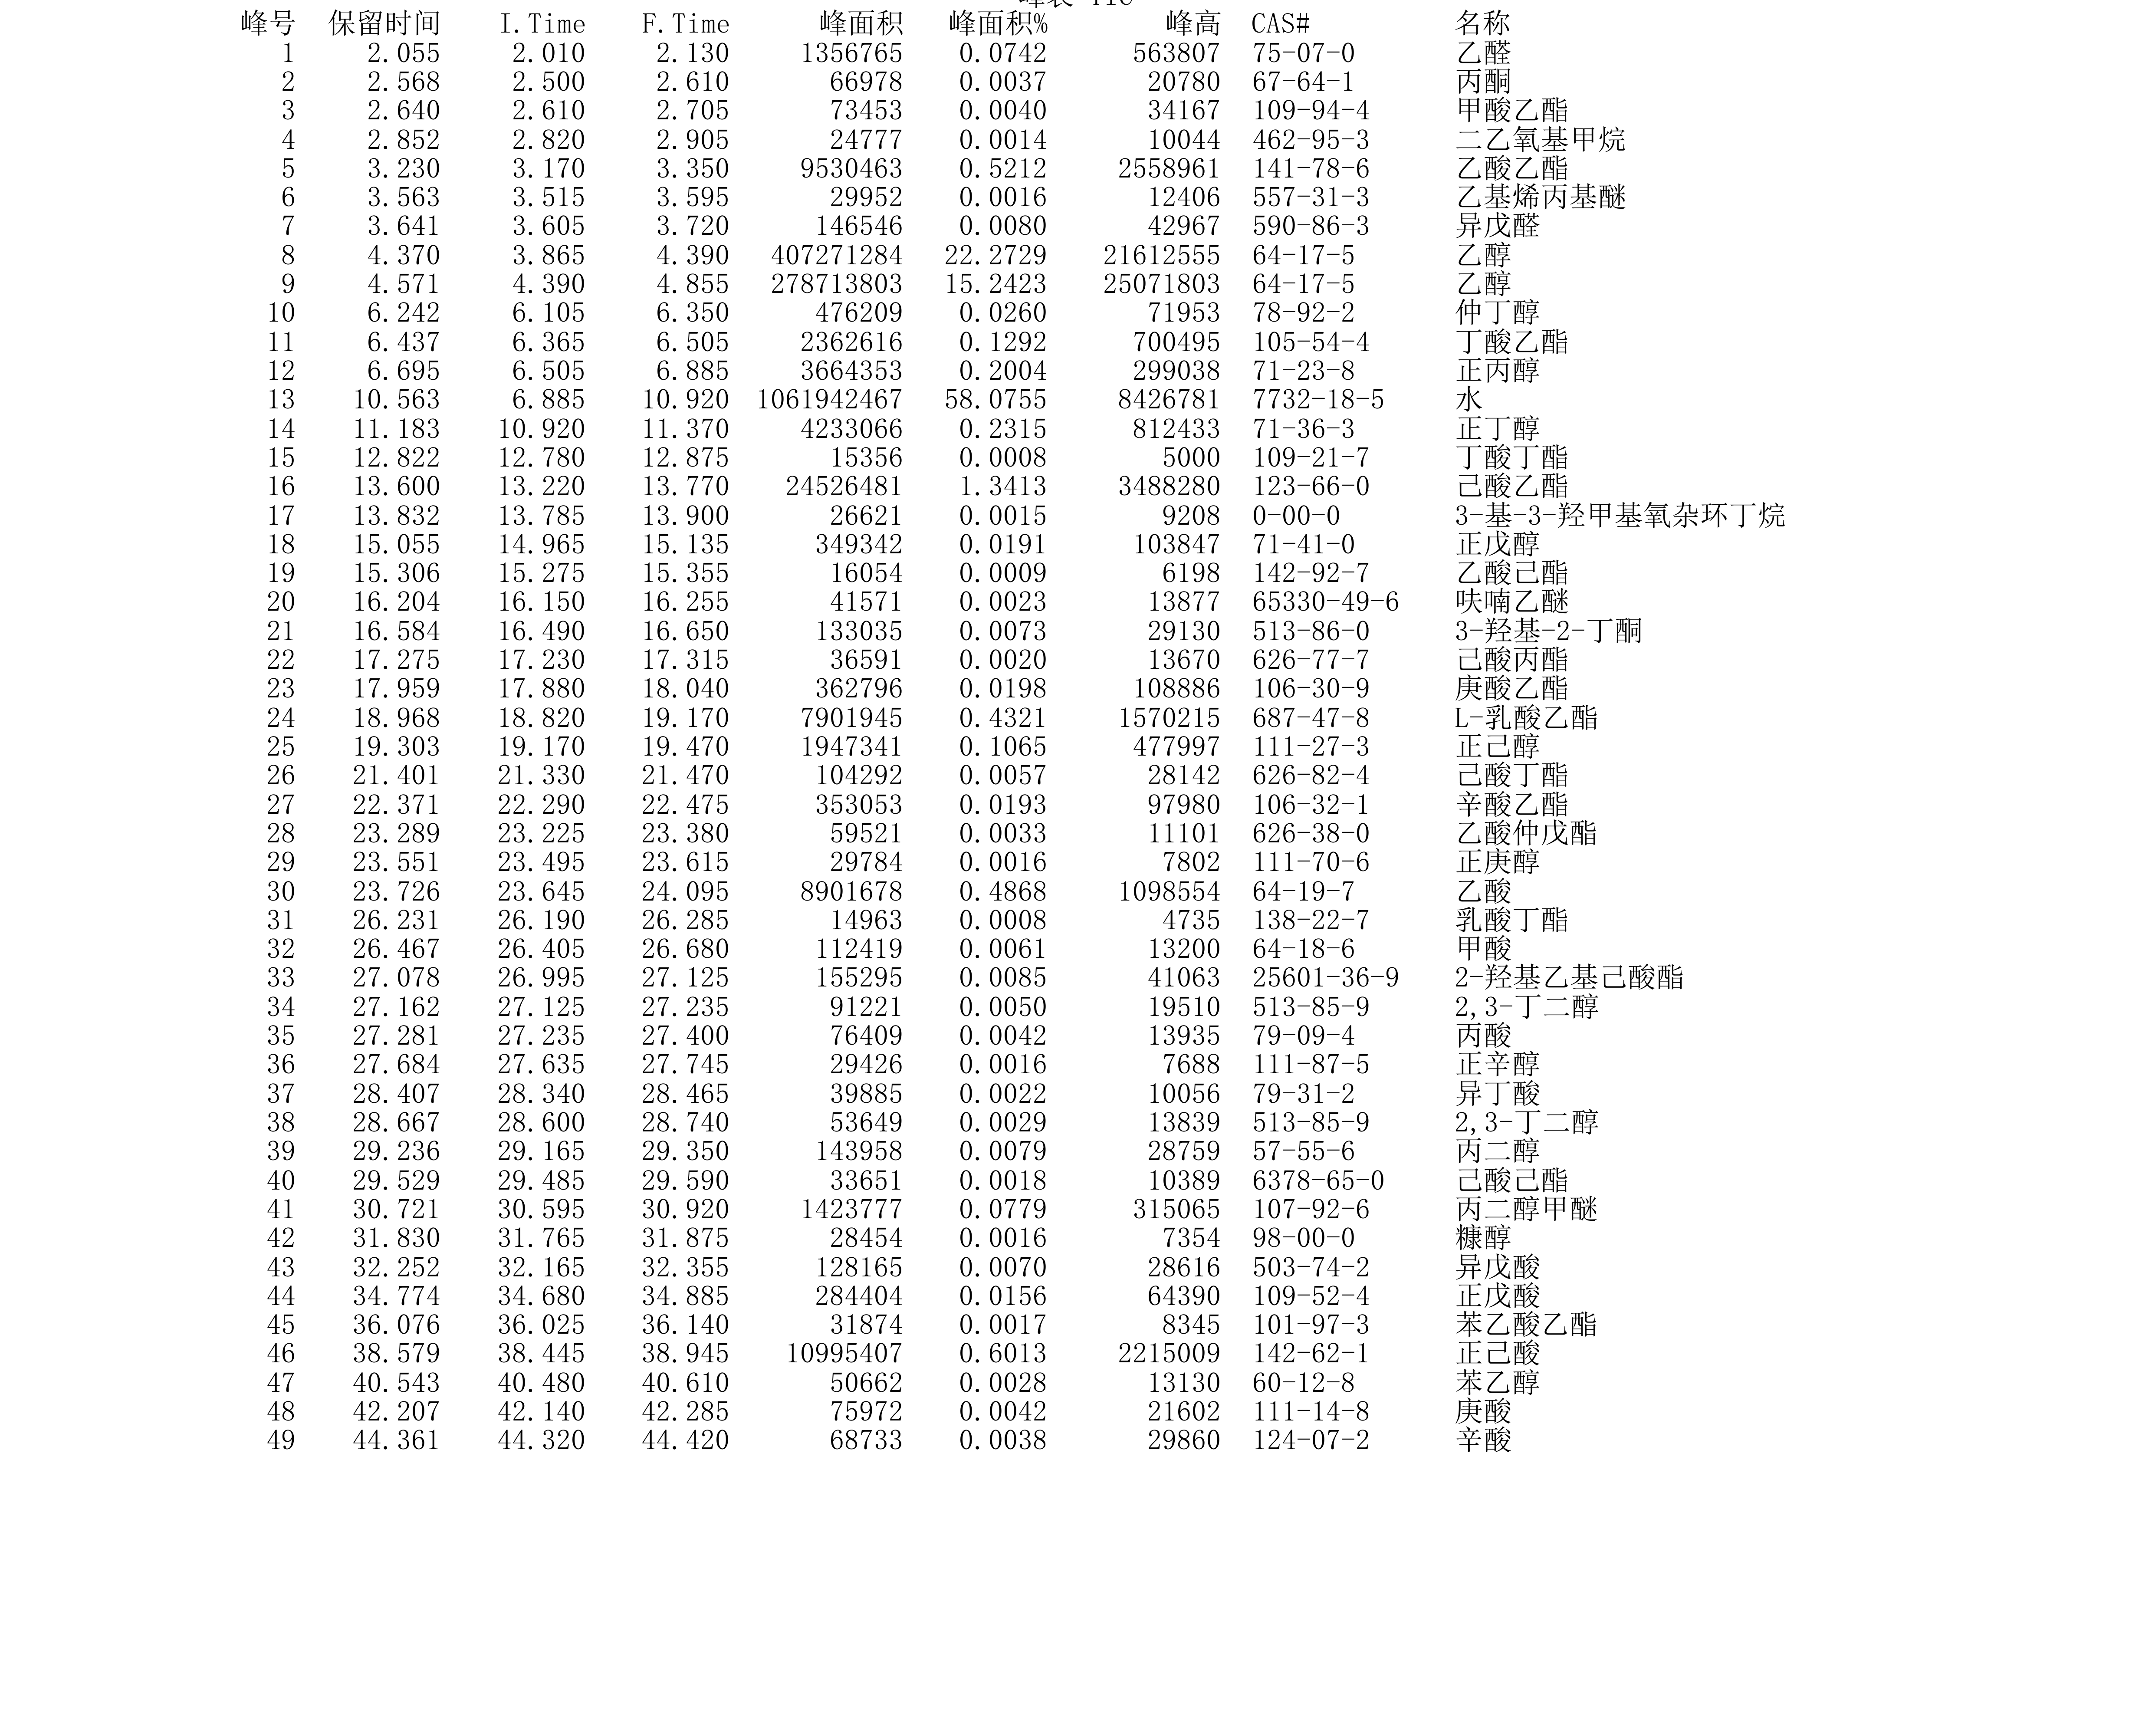 峰号 保留时间 I.Time F.Time 峰面积 峰面积% 峰高 CAS# 名称
1 2.055 2.010 2.130 1356765 0.0742 563807 75-07-0 乙醛
2 2.568 2.500 2.610 66978 0.0037 20780 67-64-1 丙酮
3 2.640 2.610 2.705 73453 0.0040 34167 109-94-4 甲酸乙酯
4 2.852 2.820 2.905 24777 0.0014 10044 462-95-3 二乙氧基甲烷
5 3.230 3.170 3.350 9530463 0.5212 2558961 141-78-6 乙酸乙酯
6 3.563 3.515 3.595 29952 0.0016 12406 557-31-3 乙基烯丙基醚
7 3.641 3.605 3.720 146546 0.0080 42967 590-86-3 异戊醛
8 4.370 3.865 4.390 407271284 22.2729 21612555 64-17-5 乙醇
9 4.571 4.390 4.855 278713803 15.2423 25071803 64-17-5 乙醇
10 6.242 6.105 6.350 476209 0.0260 71953 78-92-2 仲丁醇
11 6.437 6.365 6.505 2362616 0.1292 700495 105-54-4 丁酸乙酯
12 6.695 6.505 6.885 3664353 0.2004 299038 71-23-8 正丙醇
13 10.563 6.885 10.920 1061942467 58.0755 8426781 7732-18-5 水
14 11.183 10.920 11.370 4233066 0.2315 812433 71-36-3 正丁醇
15 12.822 12.780 12.875 15356 0.0008 5000 109-21-7 丁酸丁酯
16 13.600 13.220 13.770 24526481 1.3413 3488280 123-66-0 己酸乙酯
17 13.832 13.785 13.900 26621 0.0015 9208 0-00-0 3-基-3-羟甲基氧杂环丁烷
18 15.055 14.965 15.135 349342 0.0191 103847 71-41-0 正戊醇
19 15.306 15.275 15.355 16054 0.0009 6198 142-92-7 乙酸己酯
20 16.204 16.150 16.255 41571 0.0023 13877 65330-49-6 呋喃乙醚
21 16.584 16.490 16.650 133035 0.0073 29130 513-86-0 3-羟基-2-丁酮
22 17.275 17.230 17.315 36591 0.0020 13670 626-77-7 己酸丙酯
23 17.959 17.880 18.040 362796 0.0198 108886 106-30-9 庚酸乙酯
24 18.968 18.820 19.170 7901945 0.4321 1570215 687-47-8 L-乳酸乙酯
25 19.303 19.170 19.470 1947341 0.1065 477997 111-27-3 正己醇
26 21.401 21.330 21.470 104292 0.0057 28142 626-82-4 己酸丁酯
27 22.371 22.290 22.475 353053 0.0193 97980 106-32-1 辛酸乙酯
28 23.289 23.225 23.380 59521 0.0033 11101 626-38-0 乙酸仲戊酯
29 23.551 23.495 23.615 29784 0.0016 7802 111-70-6 正庚醇
30 23.726 23.645 24.095 8901678 0.4868 1098554 64-19-7 乙酸
31 26.231 26.190 26.285 14963 0.0008 4735 138-22-7 乳酸丁酯
32 26.467 26.405 26.680 112419 0.0061 13200 64-18-6 甲酸
33 27.078 26.995 27.125 155295 0.0085 41063 25601-36-9 2-羟基乙基己酸酯
34 27.162 27.125 27.235 91221 0.0050 19510 513-85-9 2,3-丁二醇
35 27.281 27.235 27.400 76409 0.0042 13935 79-09-4 丙酸
36 27.684 27.635 27.745 29426 0.0016 7688 111-87-5 正辛醇
37 28.407 28.340 28.465 39885 0.0022 10056 79-31-2 异丁酸
38 28.667 28.600 28.740 53649 0.0029 13839 513-85-9 2,3-丁二醇
39 29.236 29.165 29.350 143958 0.0079 28759 57-55-6 丙二醇
40 29.529 29.485 29.590 33651 0.0018 10389 6378-65-0 己酸己酯
41 30.721 30.595 30.920 1423777 0.0779 315065 107-92-6 丙二醇甲醚
42 31.830 31.765 31.875 28454 0.0016 7354 98-00-0 糠醇
43 32.252 32.165 32.355 128165 0.0070 28616 503-74-2 异戊酸
44 34.774 34.680 34.885 284404 0.0156 64390 109-52-4 正戊酸
45 36.076 36.025 36.140 31874 0.0017 8345 101-97-3 苯乙酸乙酯
46 38.579 38.445 38.945 10995407 0.6013 2215009 142-62-1 正己酸
47 40.543 40.480 40.610 50662 0.0028 13130 60-12-8 苯乙醇
48 42.207 42.140 42.285 75972 0.0042 21602 111-14-8 庚酸
49 44.361 44.320 44.420 68733 0.0038 29860 124-07-2 辛酸